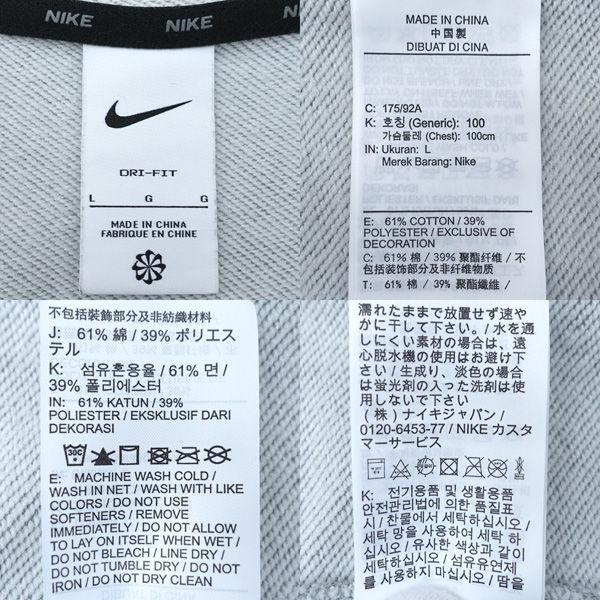 NIKE
NIKE
NIKE
DRI-FIT
L G G
MADE IN CHINA
FABRIQUE EN CHINE
MADE IN CHINA
中国製
DIBUAT DI CINA
C: 175/92A
K: 호칭 (Generic): 100
가슴둘레 (Chest): 100cm
IN: Ukuran: L
Merek Barang: Nike
E: 61% COTTON / 39%
POLYESTER / EXCLUSIVE OF
DECORATION
C: 61% 棉 / 39% 聚酯纤维 / 不
包括装饰部分及非纤维物质
T: 61% 棉 / 39% 聚酯纖維 /
不包括裝飾部分及非紡織材料
J: 61% 綿 / 39% ポリエス
テル
K: 섬유혼용율 / 61% 면 /
39% 폴리에스터
IN: 61% KATUN / 39%
POLIESTER / EKSKLUSIF DARI
DEKORASI
30C
E: MACHINE WASH COLD /
WASH IN NET / WASH WITH LIKE
COLORS / DO NOT USE
SOFTENERS / REMOVE
IMMEDIATELY / DO NOT ALLOW
TO LAY ON ITSELF WHEN WET /
DO NOT BLEACH / LINE DRY /
DO NOT TUMBLE DRY / DO NOT
IRON / DO NOT DRY CLEAN
濡れたままで放置せず速や
かに干して下さい。/ 水を通
しにくい素材の場合は、遠
心脱水機の使用はお避け下
さい / 生成り、淡色の場合
は蛍光剤の入った洗剤は使
用しないで下さい /
(株) ナイキジャパン /
0120-6453-77 / NIKE カスタ
マーサービス
K: 전기용품 및 생활용품
안전관리법에 의한 품질표
시 / 찬물에서 세탁하십시오 /
세탁 망을 사용하여 세탁하
십시오 / 유사한 색상과 같이
세탁하십시오 / 섬유유연제
를 사용하지 마십시오 / 땀을